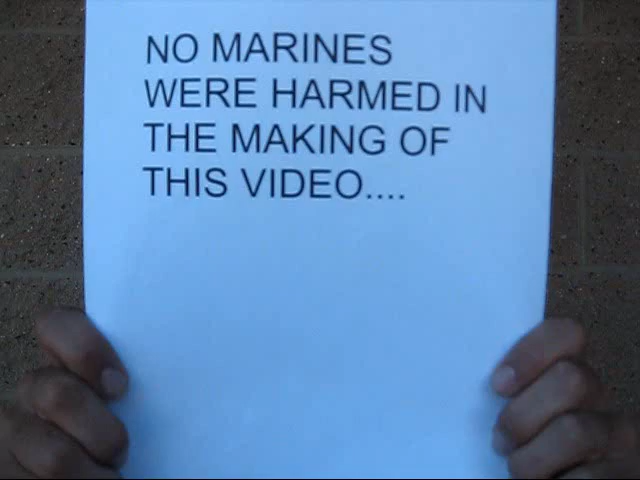 NO MARINES
WERE HARMED IN
THE MAKING OF
THIS VIDEO....